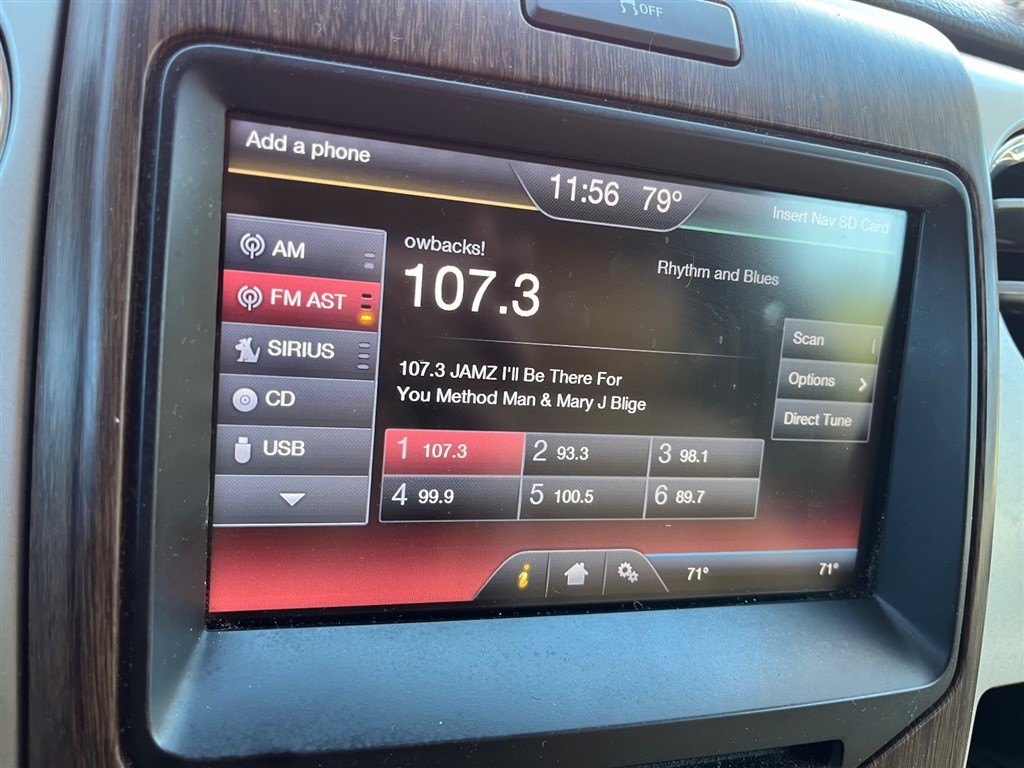 OFF
Add a phone
11:56 79°
Insert Nav SD Card
AM
FM AST
SIRIUS
CD
USB
owbacks!
107.3
Rhythm and Blues
107.3 JAMZ I'll Be There For
You Method Man & Mary J Blige
1 107.3 2 93.3 3 98.1
4 99.9 5 100.5 6 89.7
Scan
Options
Direct Tune
i
71° 71°